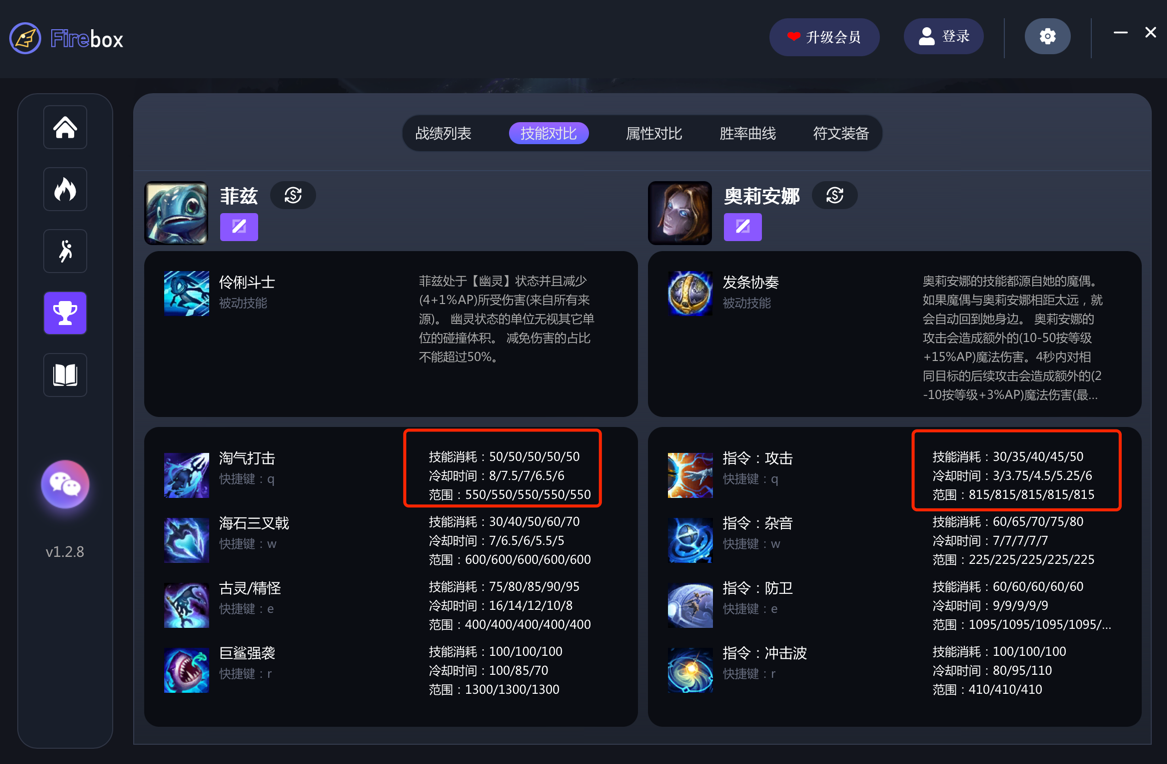 Firebox
升级会员
登录
战绩列表
技能对比
属性对比
胜率曲线
符文装备
菲兹
伶俐斗士
被动技能
菲兹处于【幽灵】状态并且减少
(4+1%AP)所受伤害(来自所有来
源)。 幽灵状态的单位无视其它单
位的碰撞体积。 减免伤害的占比
不能超过50%。
淘气打击
快捷键：q
技能消耗：50/50/50/50/50
冷却时间：8/7.5/7/6.5/6
范围：550/550/550/550/550
海石三叉戟
快捷键：w
技能消耗：30/40/50/60/70
冷却时间：7/6.5/6/5.5/5
范围：600/600/600/600/600
古灵/精怪
快捷键：e
技能消耗：75/80/85/90/95
冷却时间：16/14/12/10/8
范围：400/400/400/400/400
巨鲨强袭
快捷键：r
技能消耗：100/100/100
冷却时间：100/85/70
范围：1300/1300/1300
奥莉安娜
发条协奏
被动技能
奥莉安娜的技能都源自她的魔偶。
如果魔偶与奥莉安娜相距太远，就
会自动回到她身边。 奥莉安娜的
攻击会造成额外的(10-50按等级
+15%AP)魔法伤害。4秒内对相
同目标的后续攻击会造成额外的(2
-10按等级+3%AP)魔法伤害(最...
指令：攻击
快捷键：q
技能消耗：30/35/40/45/50
冷却时间：3/3.75/4.5/5.25/6
范围：815/815/815/815/815
指令：杂音
快捷键：w
技能消耗：60/65/70/75/80
冷却时间：7/7/7/7/7
范围：225/225/225/225/225
指令：防卫
快捷键：e
技能消耗：60/60/60/60/60
冷却时间：9/9/9/9/9
范围：1095/1095/1095/1095/...
指令：冲击波
快捷键：r
技能消耗：100/100/100
冷却时间：80/95/110
范围：410/410/410
v1.2.8